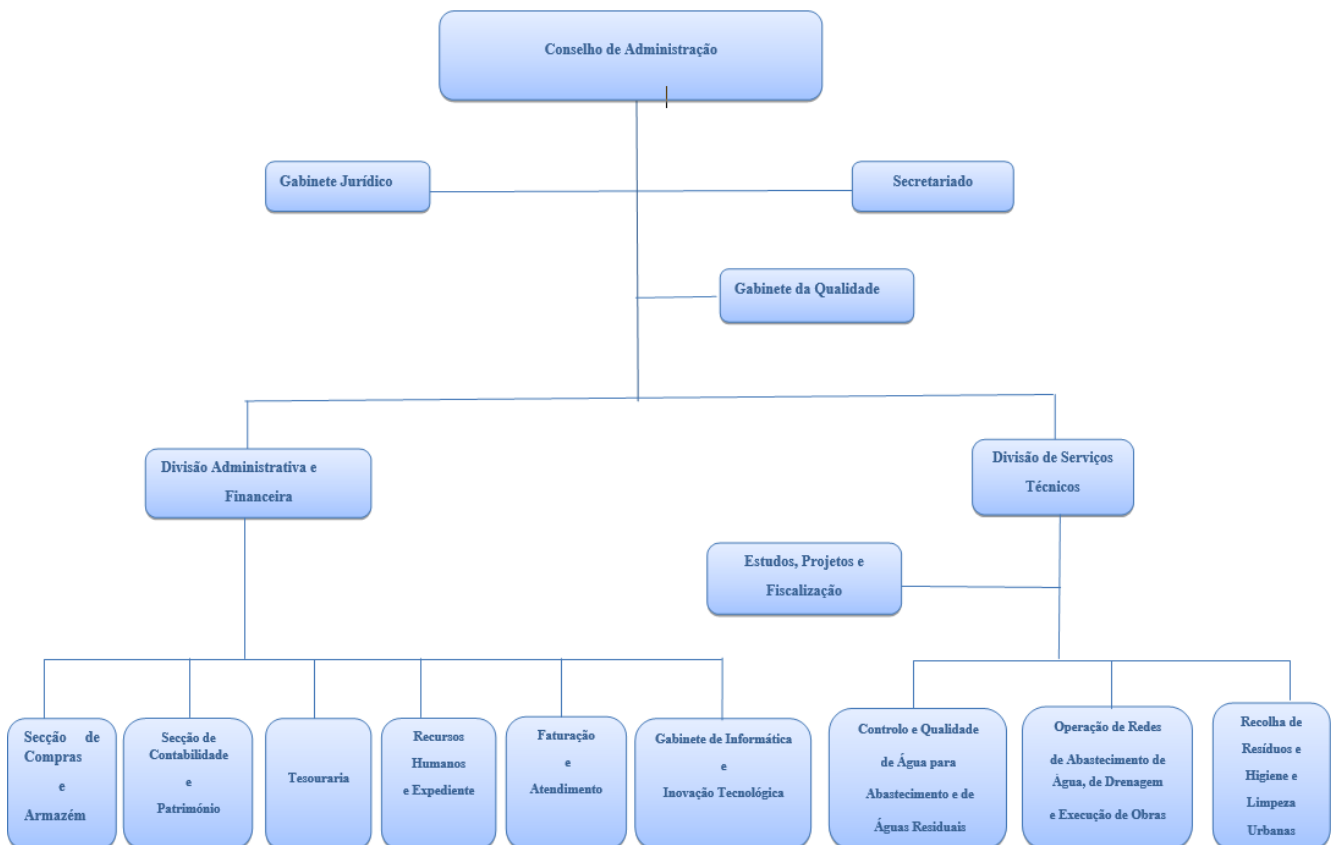 Conselho de Administração
Gabinete Jurídico
Secretariado
Gabinete da Qualidade
Divisão Administrativa e
Financeira
Divisão de Serviços
Técnicos
Estudos, Projetos e
Fiscalização
Secção de
Compras
e
Armazém
Secção de
Contabilidade
e
Património
Tesouraria
Recursos
Humanos
e Expediente
Faturação
e
Atendimento
Gabinete de Informática
e
Inovação Tecnológica
Controlo e Qualidade
de Água para
Abastecimento e de
Águas Residuais
Operação de Redes
de Abastecimento de
Àgua, de Drenagem
e Execução de Obras
Recolha de
Resíduos e
Higiene e
Limpeza
Urbanas